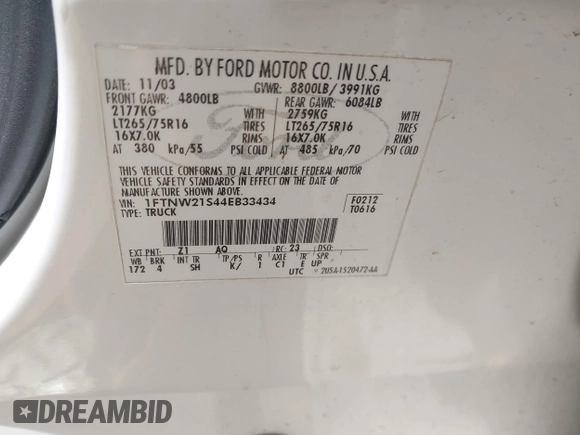 MFD. BY FORD MOTOR CO. IN U.S.A.
DATE: 11/03 GVWR: 8800LB/ 3991KG
FRONT GAWR: 4800LB REAR GAWR: 6084LB
2177KG WITH 2759KG WITH
LT265/75R16 TIRES LT265/75R16 TIRES
16X7.0K RIMS 16X7.0K RIMS
AT 380 kPa/55 PSI COLD AT 485 kPa/70 PSI COLD
THIS VEHICLE CONFORMS TO ALL APPLICABLE FEDERAL MOTOR
VEHICLE SAFETY STANDARDS IN EFFECT ON THE DATE OF
MANUFACTURE SHOWN ABOVE.
VIN: 1FTNW21S44EB33434 F0212
TYPE: TRUCK T0616
Ford
EXT PNT: Z1 AQ RC: 23 DSO:
WB BRK INT TR TP/PS R AXLE TR SPR
172 4 SH K/ 1 C1 E UP
UTC 2U5A-1520472-AA
DREAMBID